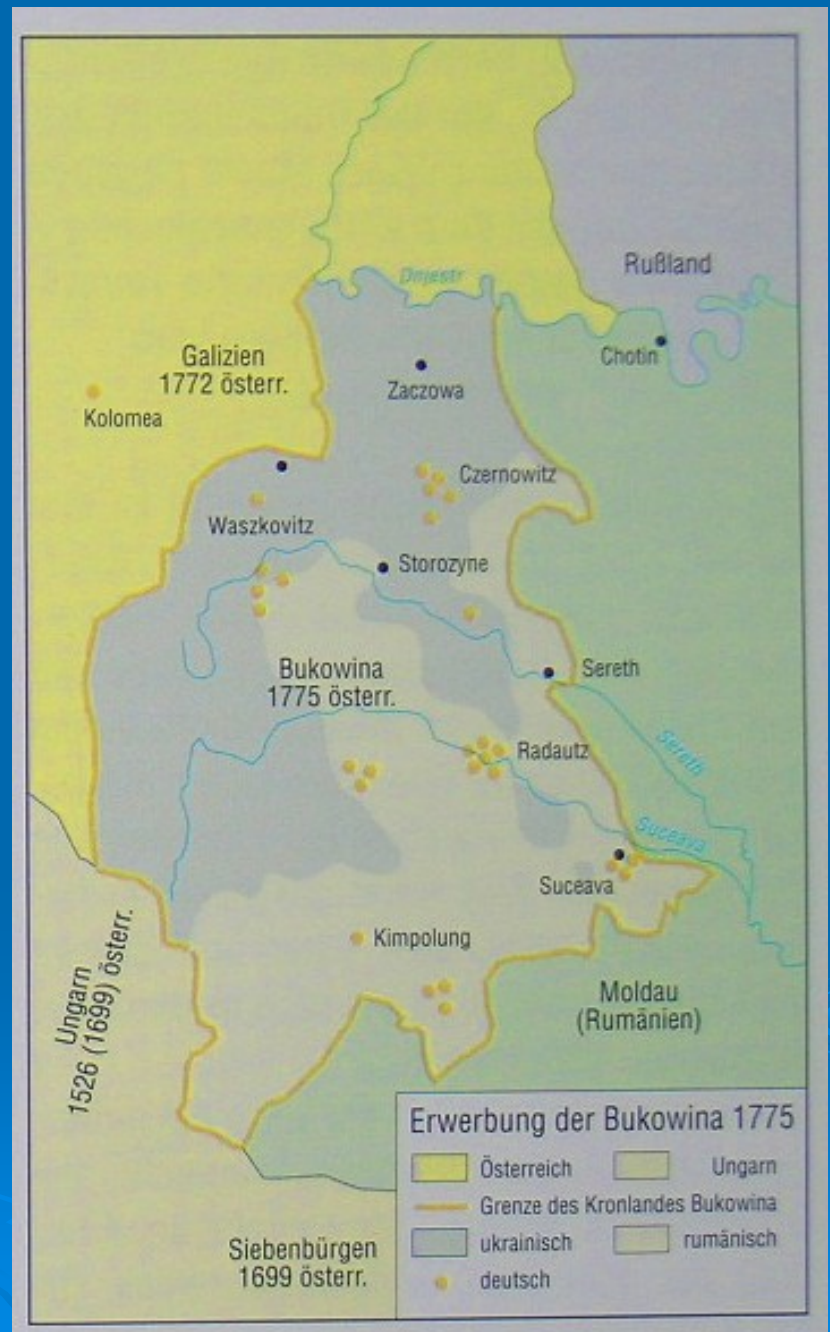 Dnjestr
Rußland
Galizien
1772 österr.
Chotin
Zaczowa
Kolomea
Czernowitz
Waszkovitz
Storozyne
Bukowina
1775 österr.
Sereth
Radautz
Sereth
Suceava
Suceava
Kimpolung
Ungarn
1526 (1699) österr.
Moldau
(Rumänien)
Erwerbung der Bukowina 1775
Österreich
Ungarn
Grenze des Kronlandes Bukowina
ukrainisch
rumänisch
deutsch
Siebenbürgen
1699 österr.